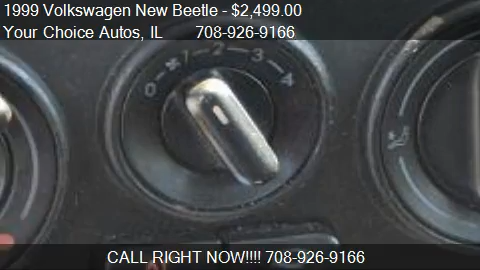 1999 Volkswagen New Beetle - $2,499.00
Your Choice Autos, IL 708-926-9166
0 1 2 3 4
CALL RIGHT NOW!!!! 708-926-9166